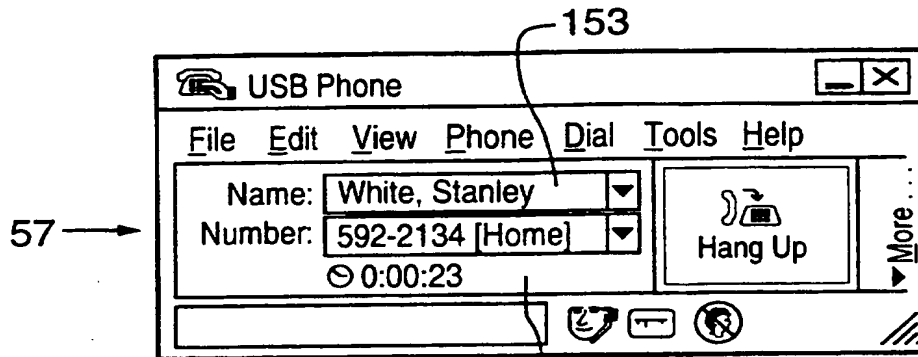 153
USB Phone
File Edit View Phone Dial Tools Help
Name: White, Stanley
Number: 592-2134 [Home]
0:00:23
Hang Up
More....
57